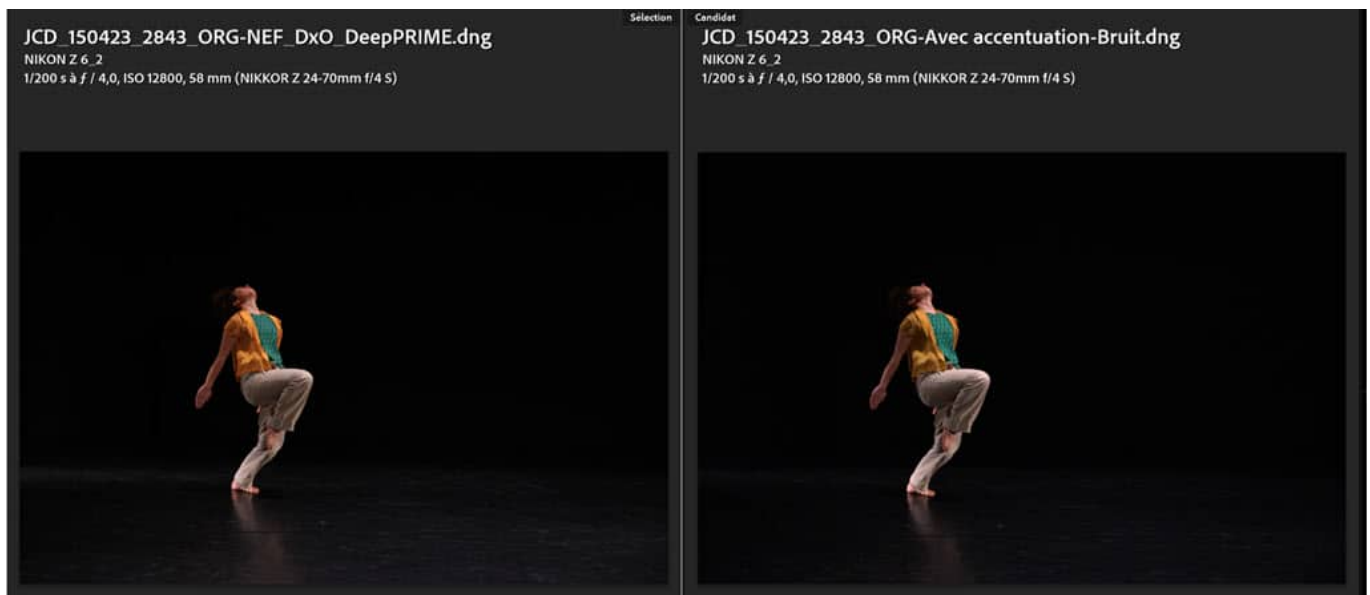 Sélection
JCD_150423_2843_ORG-NEF_DxO_DeepPRIME.dng
NIKON Z 6_2
1/200 s à ƒ / 4,0, ISO 12800, 58 mm (NIKKOR Z 24-70mm f/4 S)
Candidat
JCD_150423_2843_ORG-Avec accentuation-Bruit.dng
NIKON Z 6_2
1/200 s à ƒ / 4,0, ISO 12800, 58 mm (NIKKOR Z 24-70mm f/4 S)